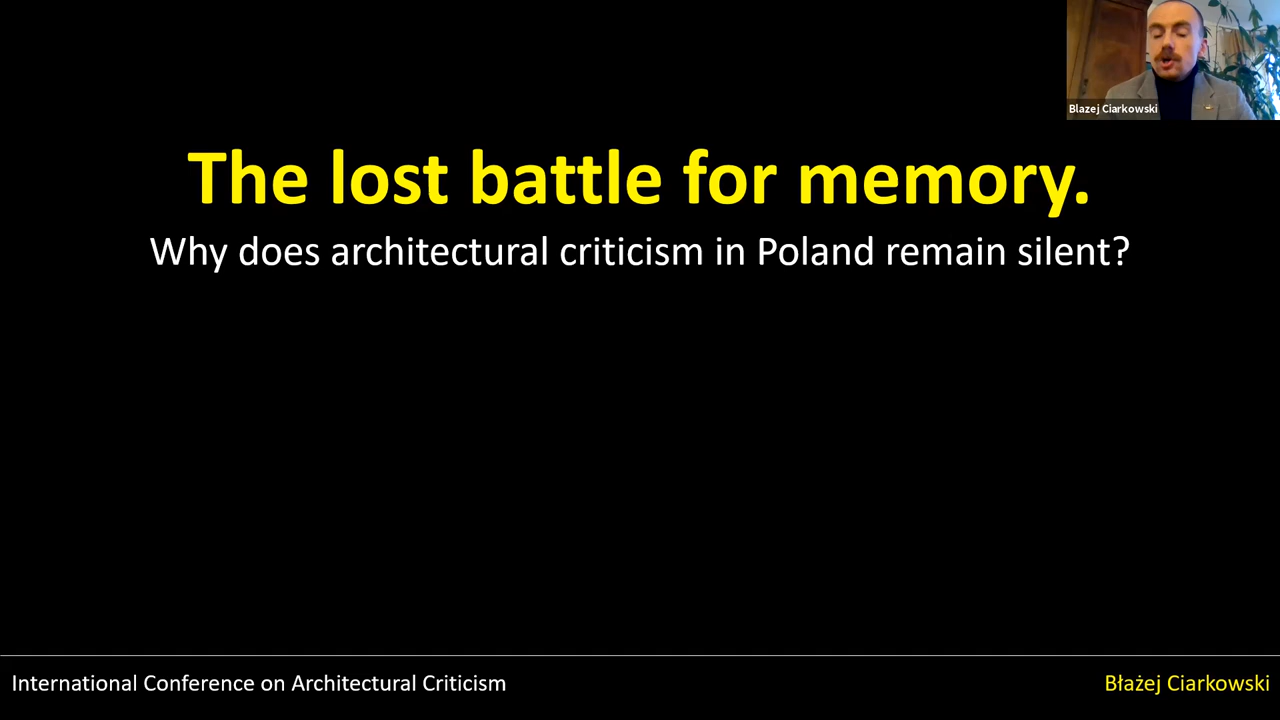 Blazej Ciarkowski
The lost battle for memory.
Why does architectural criticism in Poland remain silent?
International Conference on Architectural Criticism
Błażej Ciarkowski